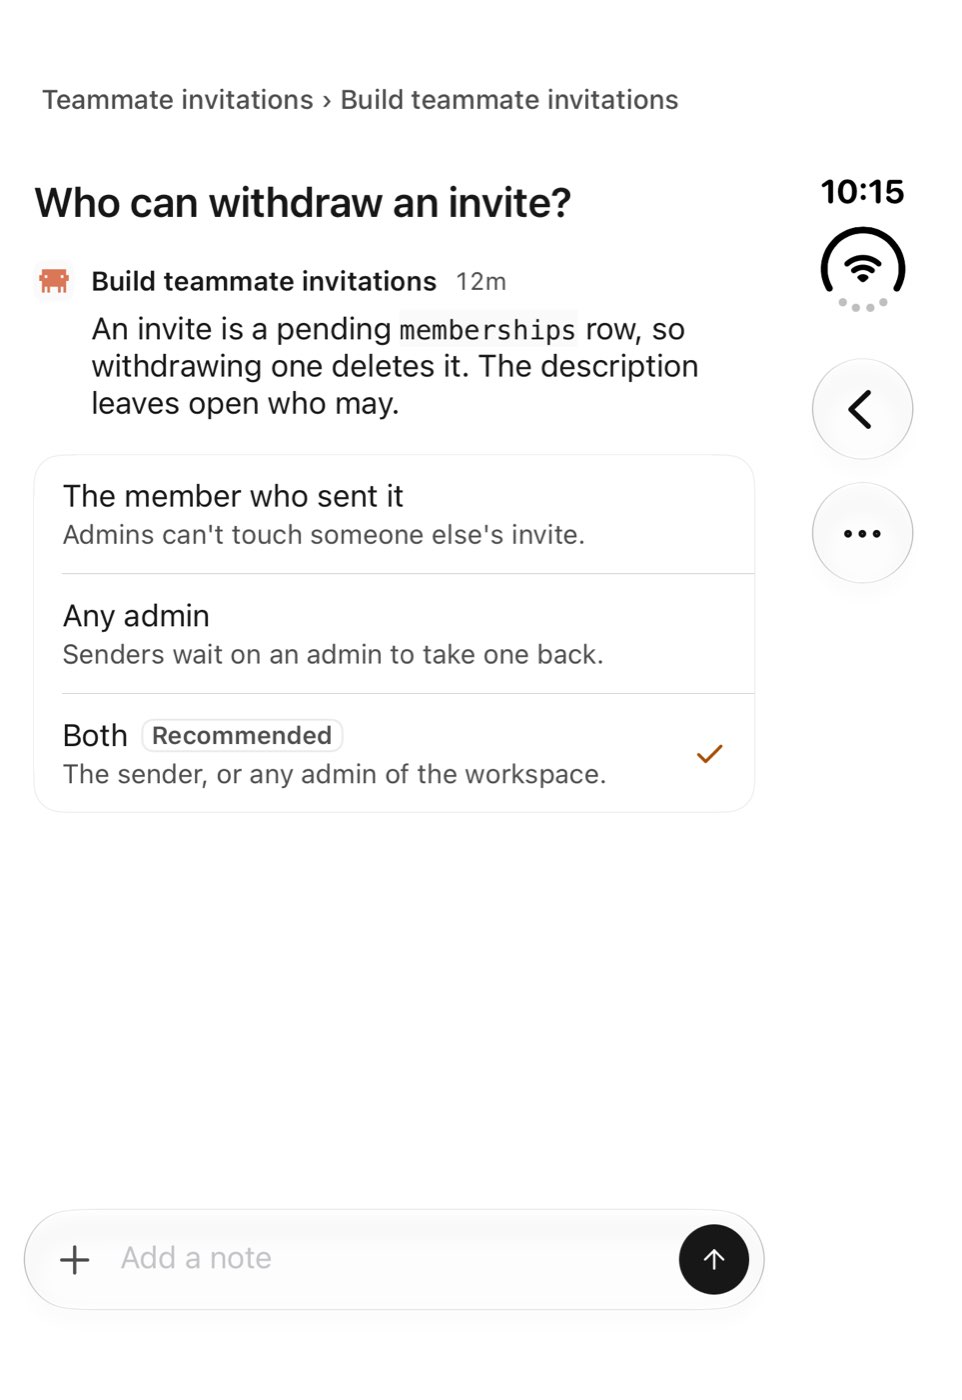 Teammate invitations › Build teammate invitations
Who can withdraw an invite?
10:15
Build teammate invitations 12m
An invite is a pending memberships row, so
withdrawing one deletes it. The description
leaves open who may.
The member who sent it
Admins can't touch someone else's invite.
Any admin
Senders wait on an admin to take one back.
Both Recommended
The sender, or any admin of the workspace.
Add a note